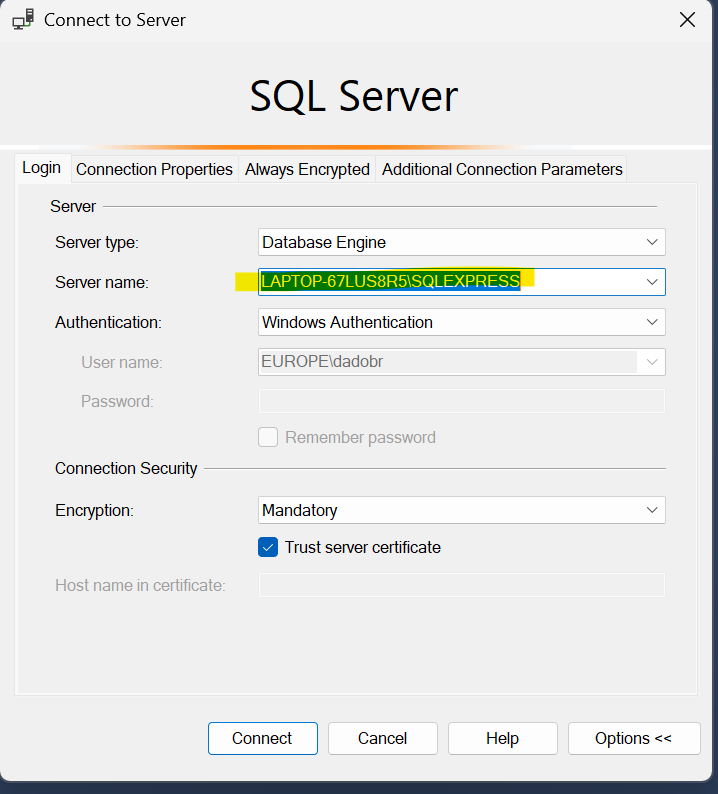 Connect to Server
SQL Server
Login Connection Properties Always Encrypted Additional Connection Parameters
Server
Server type: Database Engine
Server name: LAPTOP-67LUS8R5\SQLEXPRESS
Authentication: Windows Authentication
User name: EUROPE\dadobr
Password:
Remember password
Connection Security
Encryption: Mandatory
Trust server certificate
Host name in certificate:
Connect Cancel Help Options <<